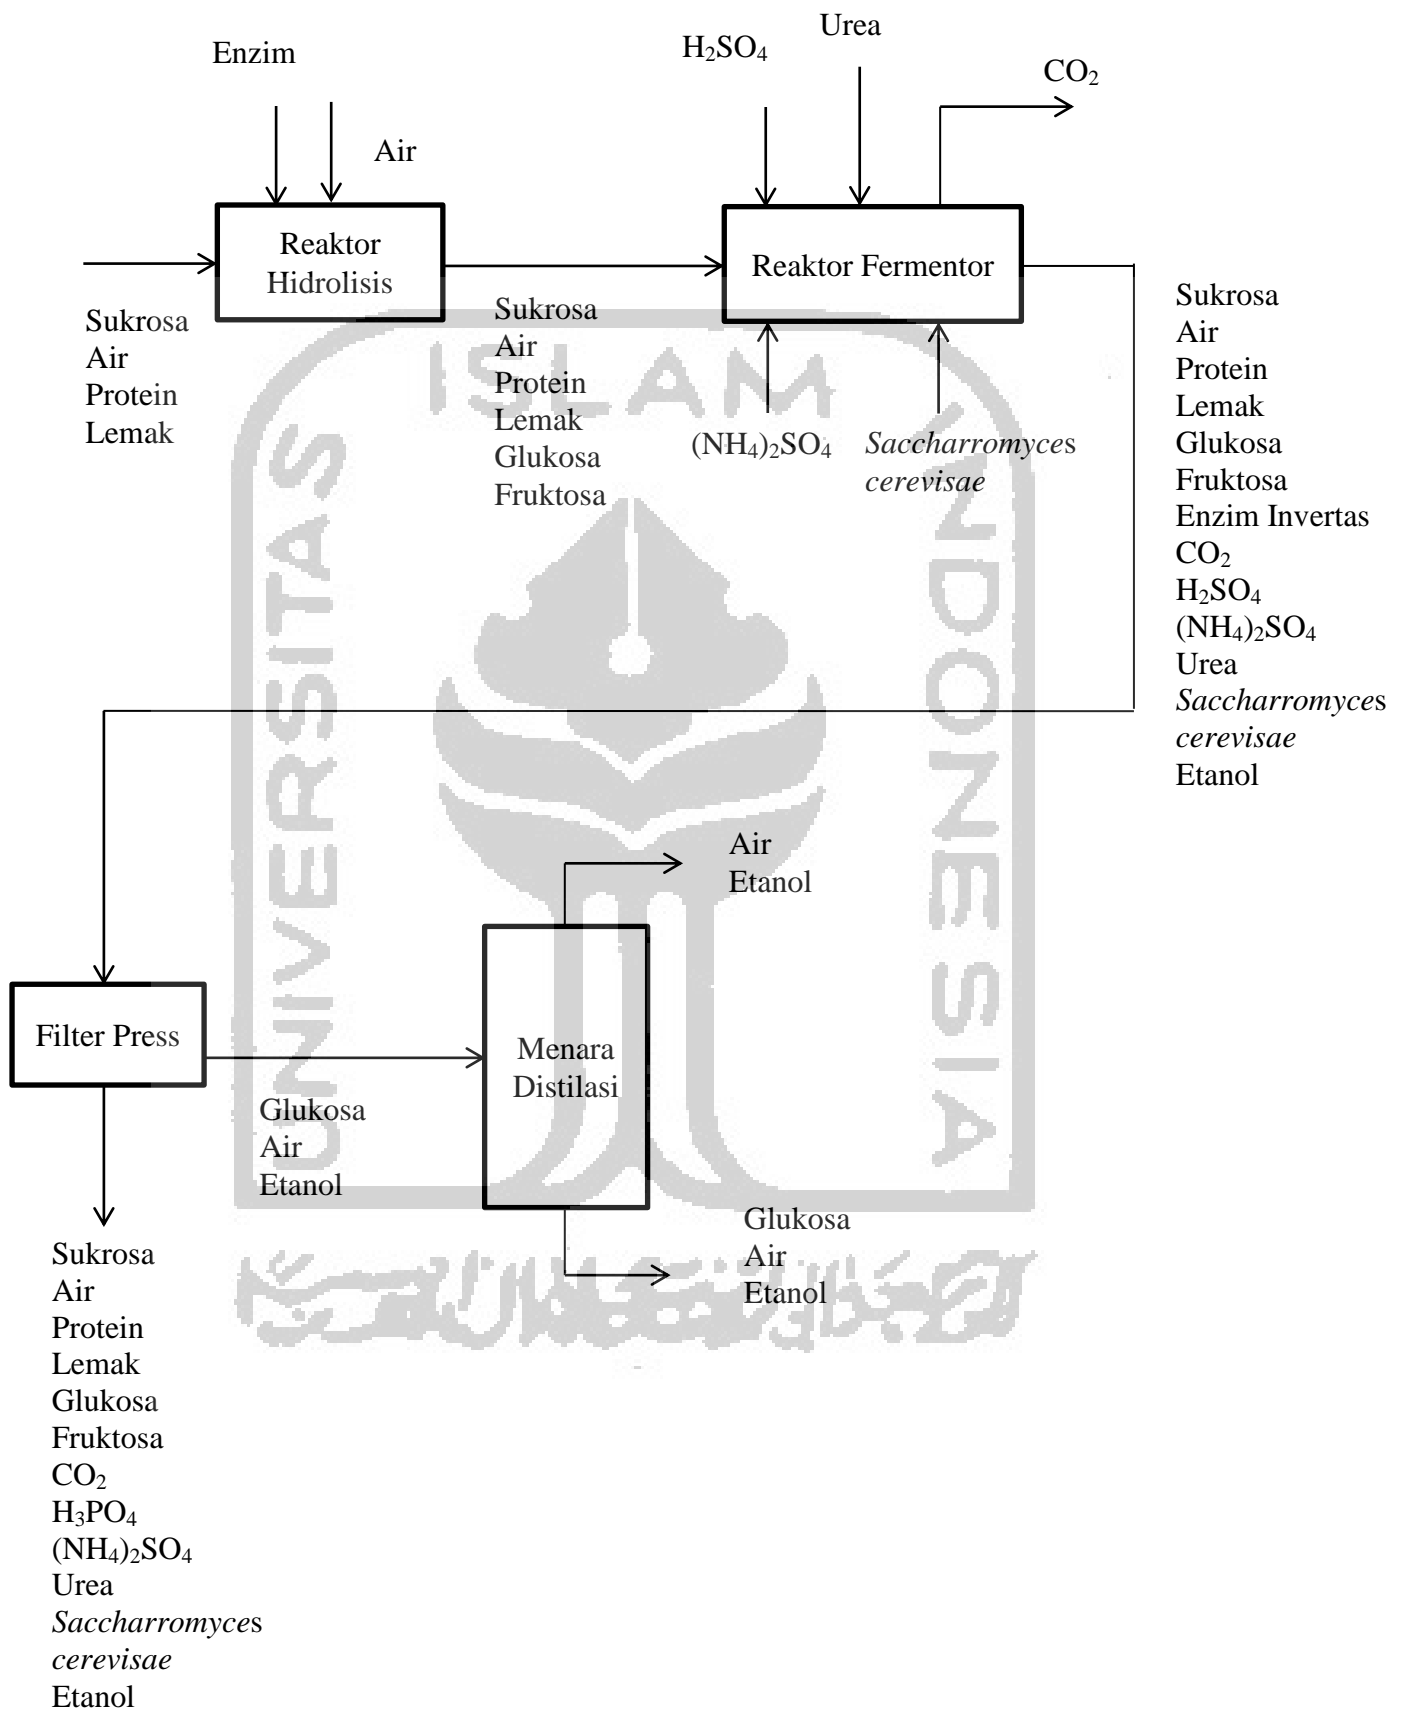 Enzim
Air
H₂SO₄
Urea
CO₂
Reaktor
Hidrolisis
Reaktor Fermentor
Sukrosa
Air
Protein
Lemak
Sukrosa
Air
Protein
Lemak
Glukosa
Fruktosa
(NH₄)₂SO₄
Saccharromyces
cerevisae
Sukrosa
Air
Protein
Lemak
Glukosa
Fruktosa
Enzim Invertas
CO₂
H₂SO₄
(NH₄)₂SO₄
Urea
Saccharromyces
cerevisae
Etanol
Air
Etanol
Filter Press
Menara
Distilasi
Glukosa
Air
Etanol
Glukosa
Air
Etanol
Sukrosa
Air
Protein
Lemak
Glukosa
Fruktosa
CO₂
H₃PO₄
(NH₄)₂SO₄
Urea
Saccharromyces
cerevisae
Etanol
UNIVERSITAS
ISLAM
INDONESIA